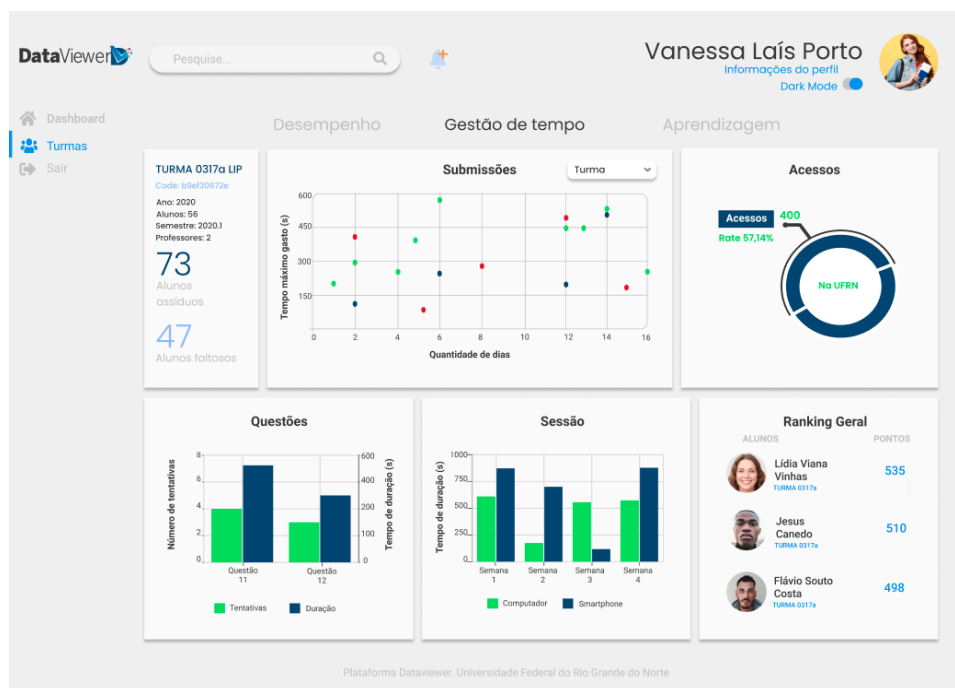 DataViewer
Pesquise...
Vanessa Laís Porto
Informações do perfil
Dark Mode
Dashboard
Turmas
Sair
Desempenho
Gestão de tempo
Aprendizagem
TURMA 0317a LIP
Code: b9ef30672e
Ano: 2020
Alunos: 56
Semestre: 2020.1
Professores: 2
73
Alunos
assíduos
47
Alunos faltosos
Submissões
Turma
Tempo máximo gasto (s)
600
450
300
150
0 2 4 6 8 10 12 14 16
Quantidade de dias
Acessos
Acessos 400
Rate 57,14%
Na UFRN
Questões
Número de tentativas
8
6
4
2
0
600
400
200
100
0
Tempo de duração (s)
Questão
11
Questão
12
Tentativas
Duração
Sessão
Tempo de duração (s)
1000
750
500
250
0
Semana
1
Semana
2
Semana
3
Semana
4
Computador
Smartphone
Ranking Geral
ALUNOS PONTOS
Lídia Viana
Vinhas
TURMA 0317a
535
Jesus
Canedo
TURMA 0317a
510
Flávio Souto
Costa
TURMA 0317a
498
Plataforma Dataviewer. Universidade Federal do Rio Grande do Norte